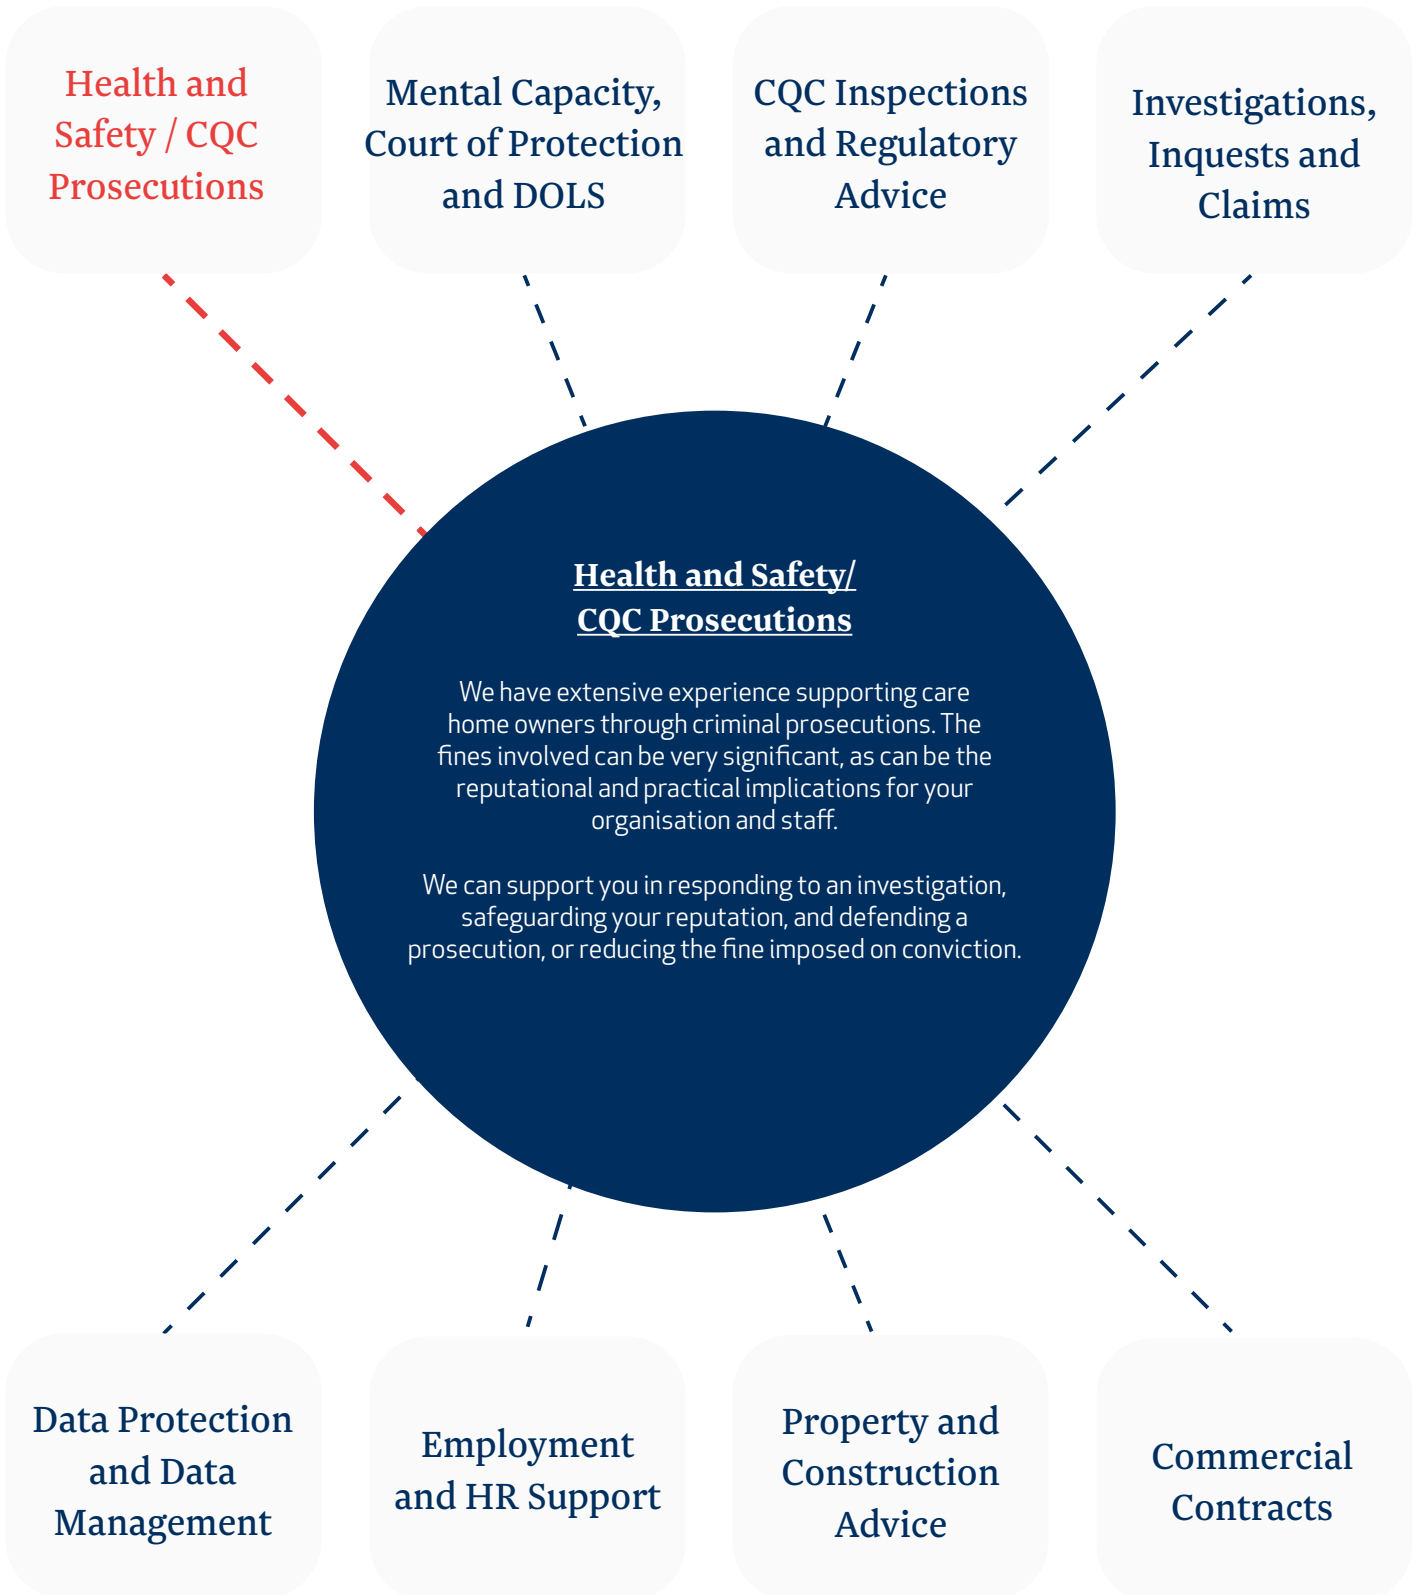 Health and
Safety / CQC
Prosecutions
Mental Capacity,
Court of Protection
and DOLS
CQC Inspections
and Regulatory
Advice
Investigations,
Inquests and
Claims
Health and Safety/
CQC Prosecutions
We have extensive experience supporting care
home owners through criminal prosecutions. The
fines involved can be very significant, as can be the
reputational and practical implications for your
organisation and staff.
We can support you in responding to an investigation,
safeguarding your reputation, and defending a
prosecution, or reducing the fine imposed on conviction.
Data Protection
and Data
Management
Employment
and HR Support
Property and
Construction
Advice
Commercial
Contracts